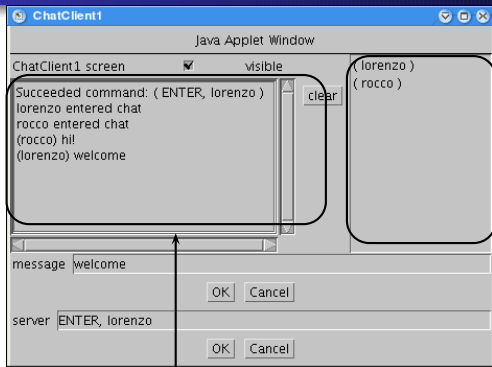 ChatClient1
Java Applet Window
ChatClient1 screen visible
Succeeded command: ( ENTER, lorenzo )
lorenzo entered chat
rocco entered chat
(rocco) hi!
(lorenzo) welcome
clear
( lorenzo )
( rocco )
message welcome
OK Cancel
server ENTER, lorenzo
OK Cancel